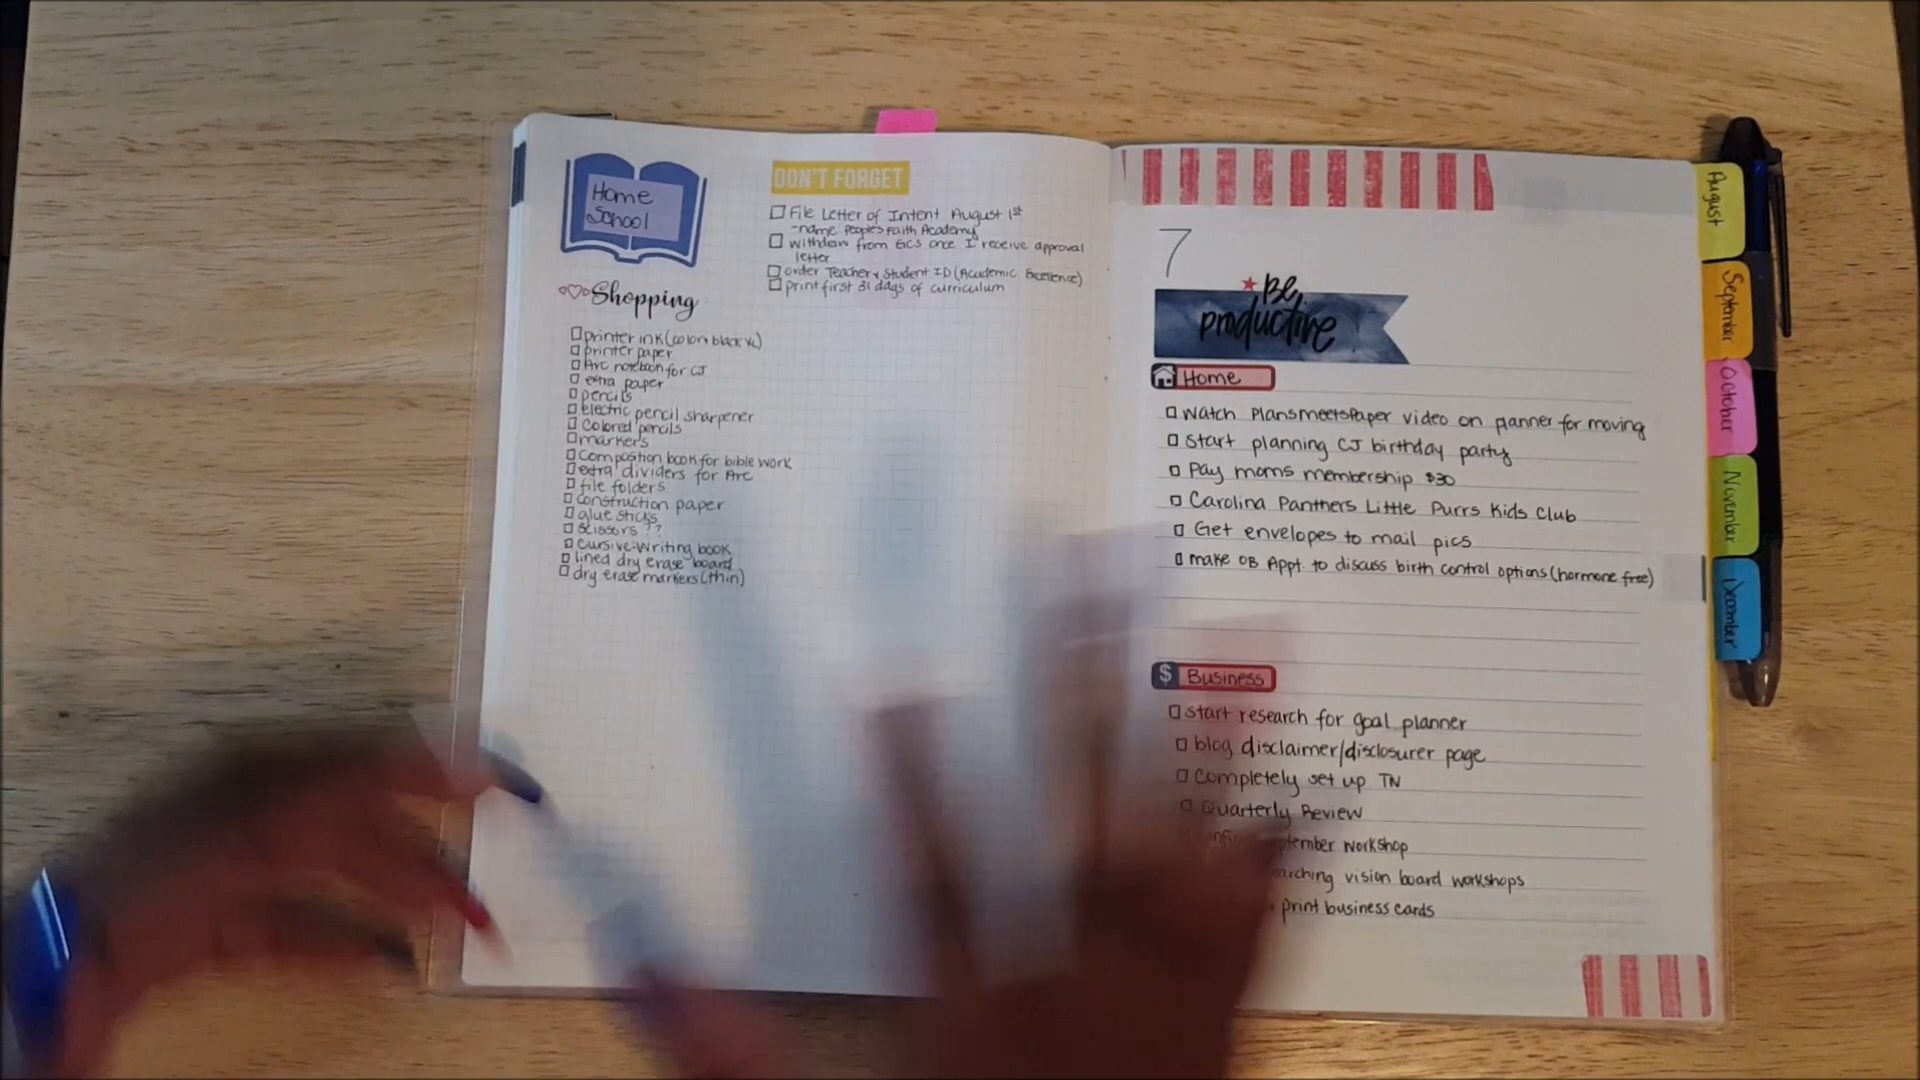 Home
School
DON'T FORGET
File Letter of Intent August 1st
-name Peoples Faith Academy
withdraw from GCS once I receive approval
letter
order Teacher & Student ID (Academic Excellence)
print first 31 days of curriculum
Shopping
printer ink (color & black XL)
printer paper
Arc notebook for CJ
extra paper
pencils
electric pencil sharpener
colored pencils
markers
compostion book for bible work
extra dividers for Arc
file folders
construction paper
glue sticks
scissors ??
cursive writing book
lined dry erase board
dry erase markers (thin)
7
Be
productive
Home
Watch Plansmeetspaper video on planner for moving
Start planning CJ birthday party
Pay moms membership $30
Carolina Panthers Little Purrs Kids Club
Get envelopes to mail pics
make OB Appt. to discuss birth control options (hormone free)
$ Business
start research for goal planner
blog disclaimer/disclosurer page
Completely set up TN
Quarterly Review
workshop
vision board workshops
print business cards
August
September
October
November
December